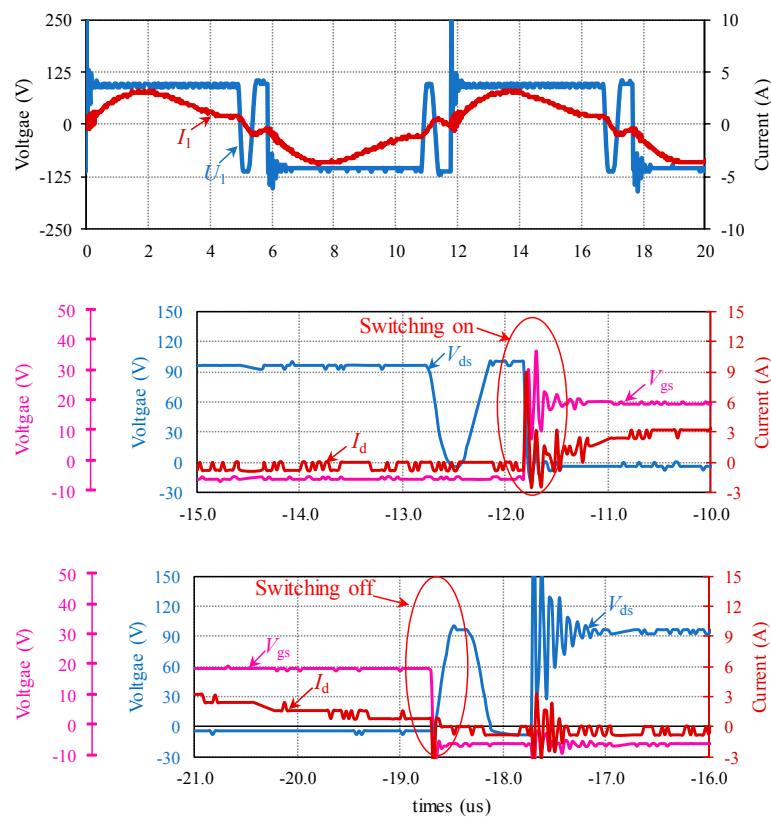 250 10
125 5
0 0
-125 -5
-250 -10
Voltgae (V)
Current (A)
I1
U1
0 2 4 6 8 10 12 14 16 18 20
50 150 15
40 120 12
30 90 9
20 60 6
10 30 3
0 0 0
-10 -30 -3
Voltgae (V)
Voltgae (V)
Current (A)
Switching on
Vds
Vgs
Id
-15.0 -14.0 -13.0 -12.0 -11.0 -10.0
50 150 15
40 120 12
30 90 9
20 60 6
10 30 3
0 0 0
-10 -30 -3
Voltgae (V)
Voltgae (V)
Current (A)
Switching off
Vds
Vgs
Id
-21.0 -20.0 -19.0 -18.0 -17.0 -16.0
times (us)